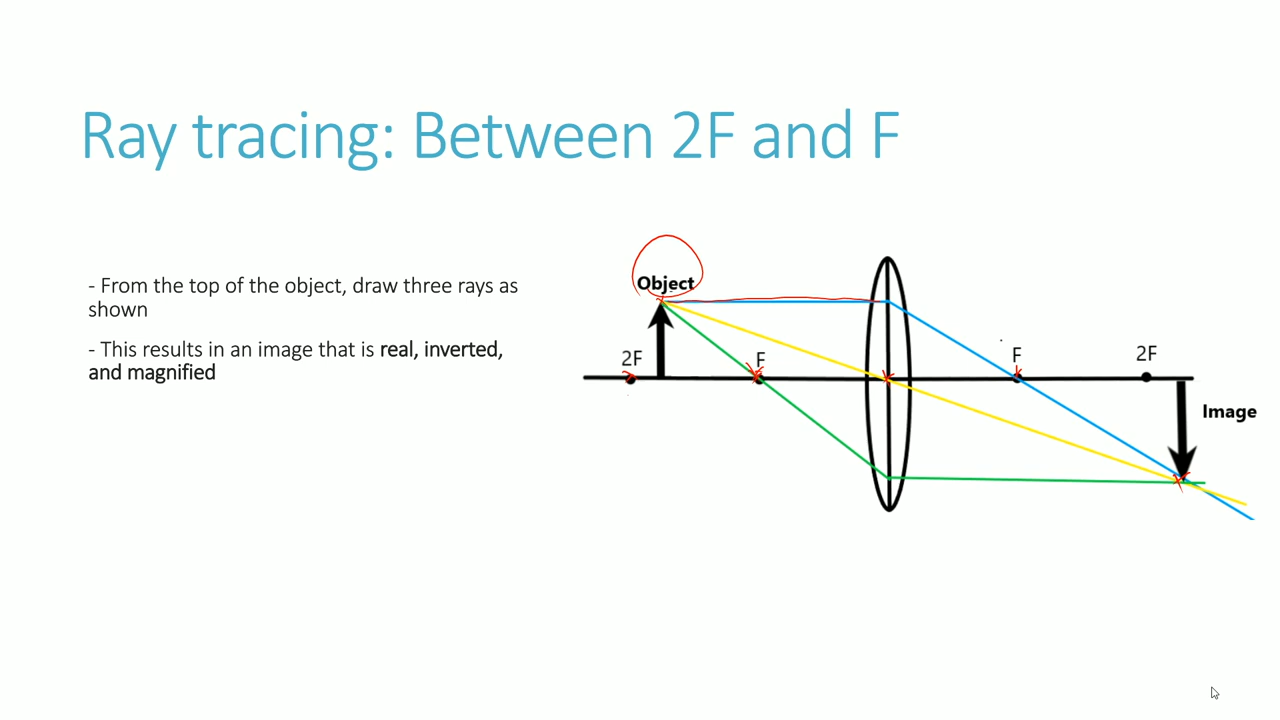 Ray tracing: Between 2F and F
- From the top of the object, draw three rays as
shown
- This results in an image that is real, inverted,
and magnified
Object
2F
F
F
2F
Image